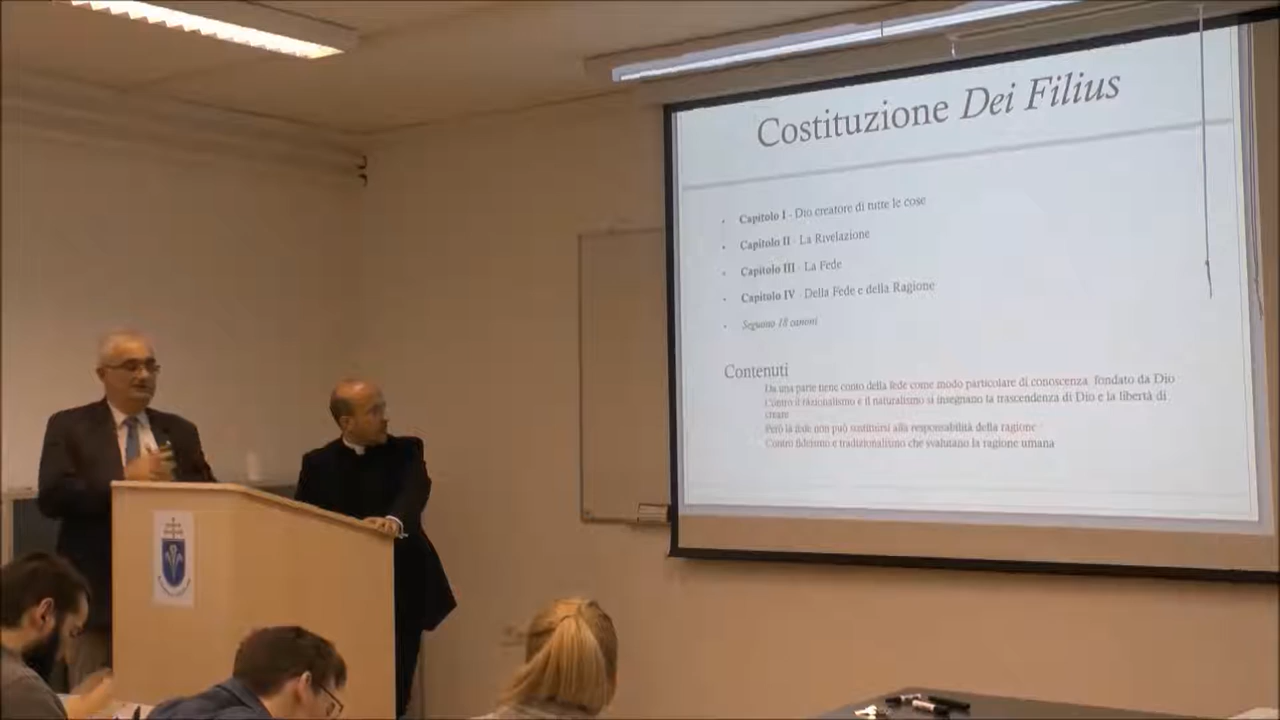 Costituzione Dei Filius
• Capitolo I - Dio creatore di tutte le cose
• Capitolo II - La Rivelazione
• Capitolo III - La Fede
• Capitolo IV - Della Fede e della Ragione
• Seguono 18 canoni
Contenuti
Da una parte tiene conto della fede come modo particolare di conoscenza, fondato da Dio
Contro il razionalismo e il naturalismo si insegnano la trascendenza di Dio e la libertà di
creare
Però la fede non può sostituirsi alla responsabilità della ragione
Contro fideismo e tradizionalismo che svalutano la ragione umana